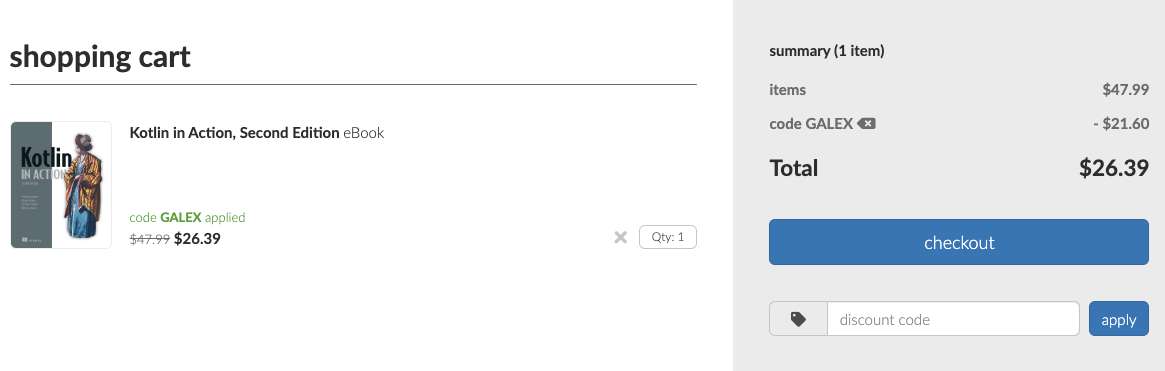 shopping cart
Kotlin in Action, Second Edition eBook
Kotlin
IN ACTION
code GALEX applied
$47.99 $26.39
Qty: 1
summary (1 item)
items $47.99
code GALEX - $21.60
Total $26.39
checkout
discount code
apply